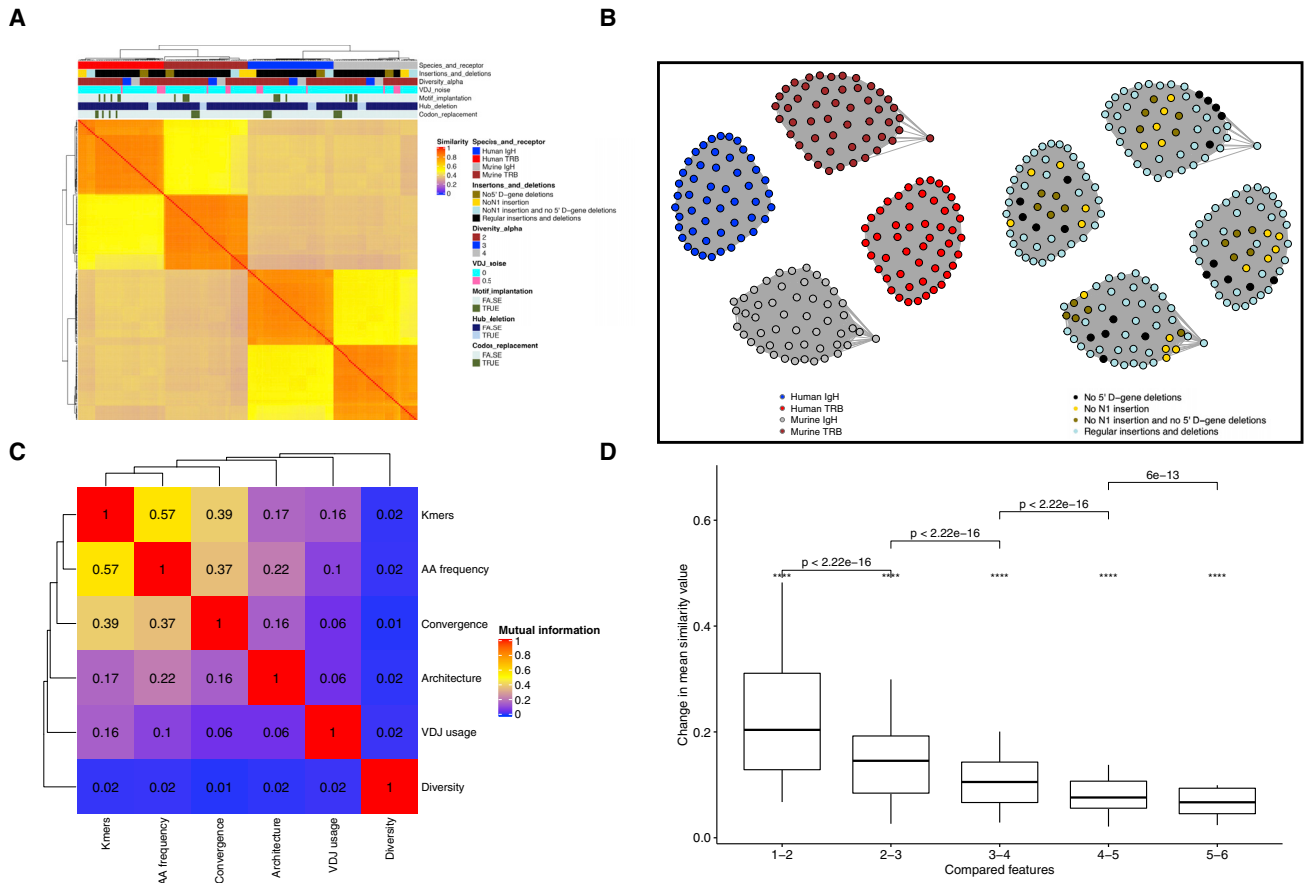 A
Species_and_receptor
Insertions_and_deletions
Diversity_alpha
VDJ_noise
Motif_implantation
Hub_deletion
Codon_replacement
Similarity
1
0.8
0.6
0.4
0.2
0
Species_and_receptor
Human IgH
Human TRB
Murine IgH
Murine TRB
Insertons_and_deletions
No5' D-gene deletions
NoN1 insertion
NoN1 insertion and no 5' D-gene deletions
Regular insertions and deletions
Diversity_alpha
2
3
4
VDJ_noise
0
0.5
Motif_implantation
FALSE
TRUE
Hub_deletion
FALSE
TRUE
Codon_replacement
FALSE
TRUE
B
Human IgH
Human TRB
Murine IgH
Murine TRB
No 5' D-gene deletions
No N1 insertion
No N1 insertion and no 5' D-gene deletions
Regular insertions and deletions
C
1 0.57 0.39 0.17 0.16 0.02 Kmers
0.57 1 0.37 0.22 0.1 0.02 AA frequency
0.39 0.37 1 0.16 0.06 0.01 Convergence
0.17 0.22 0.16 1 0.06 0.02 Architecture
0.16 0.1 0.06 0.06 1 0.02 VDJ usage
0.02 0.02 0.01 0.02 0.02 1 Diversity
Kmers
AA frequency
Convergence
Architecture
VDJ usage
Diversity
Mutual information
1
0.8
0.6
0.4
0.2
0
D
6e−13
p < 2.22e−16
p < 2.22e−16
p < 2.22e−16
**** **** **** **** ****
Change in mean similarity value
0.6
0.4
0.2
0.0
1−2 2−3 3−4 4−5 5−6
Compared features